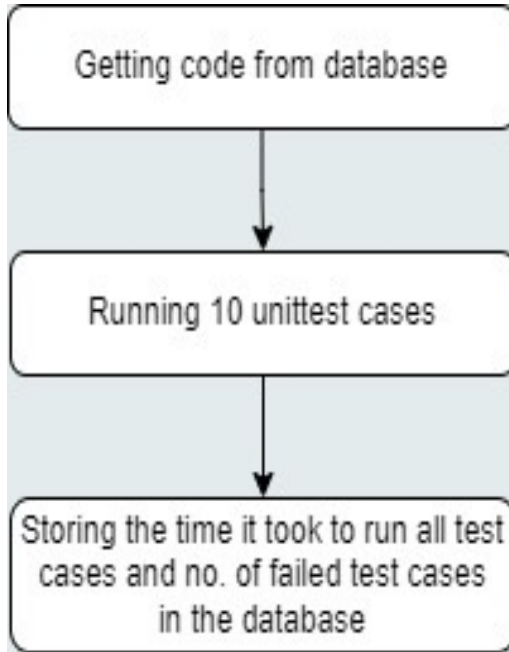 Getting code from database
Running 10 unittest cases
Storing the time it took to run all test
cases and no. of failed test cases
in the database